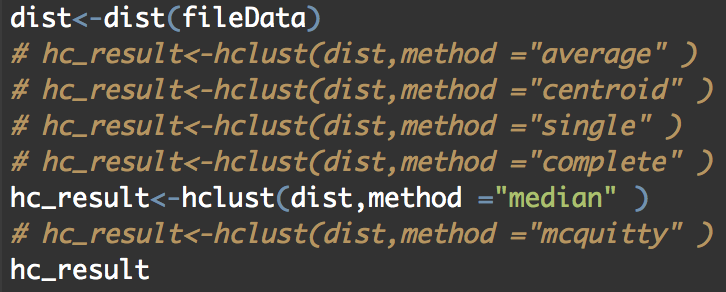 dist<-dist(fileData)
# hc_result<-hclust(dist,method ="average" )
# hc_result<-hclust(dist,method ="centroid" )
# hc_result<-hclust(dist,method ="single" )
# hc_result<-hclust(dist,method ="complete" )
hc_result<-hclust(dist,method ="median" )
# hc_result<-hclust(dist,method ="mcquitty" )
hc_result